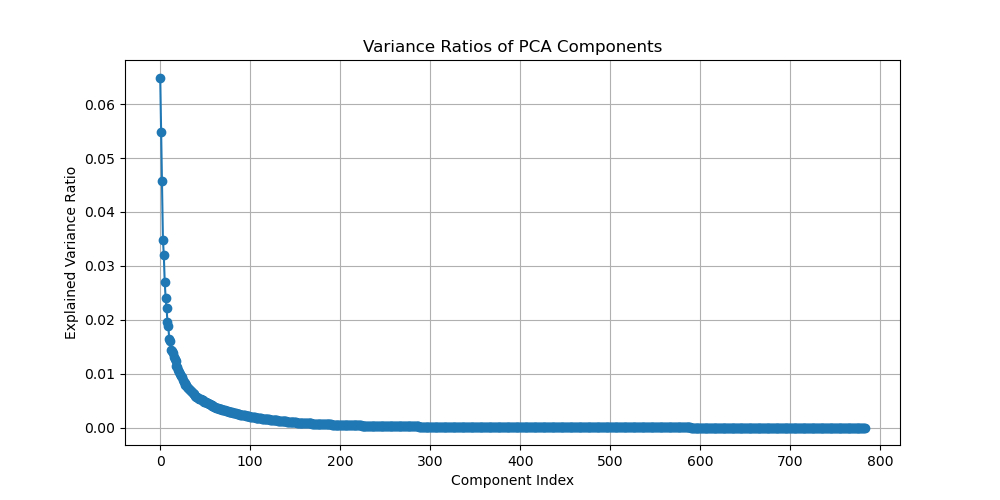 Variance Ratios of PCA Components
Explained Variance Ratio
0.06
0.05
0.04
0.03
0.02
0.01
0.00
0 100 200 300 400 500 600 700 800
Component Index